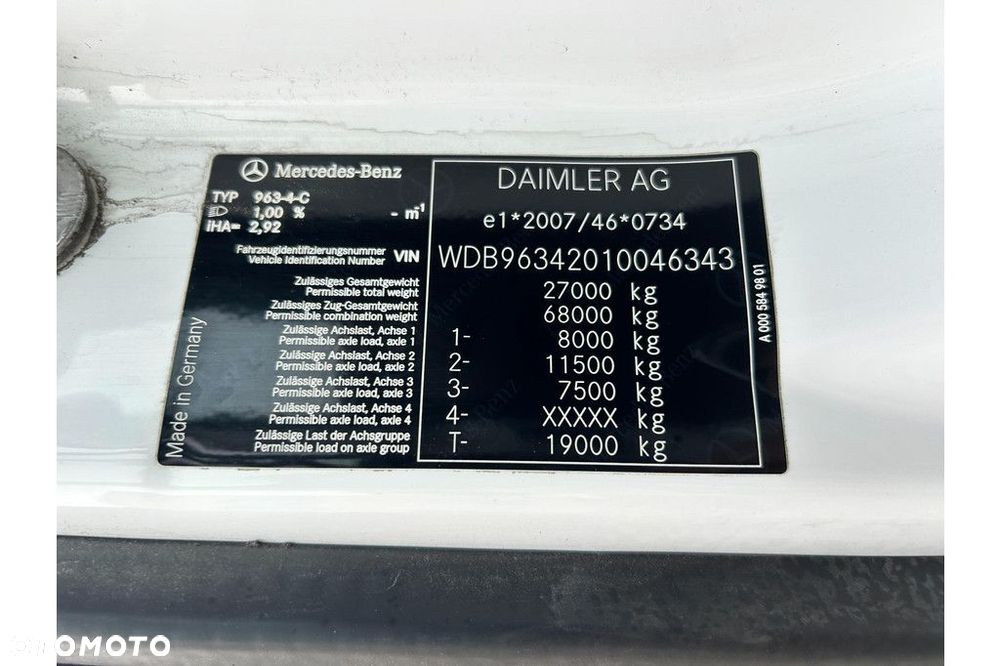 Mercedes-Benz
TYP 963-4-C
1,00 % - m⁻¹
iHA= 2,92
Fahrzeugidentifizierungsnummer
Vehicle Identification Number VIN
Zulässiges Gesamtgewicht
Permissible total weight
Zulässiges Zug-Gesamtgewicht
Permissible combination weight
Zulässige Achslast, Achse 1
Permissible axle load, axle 1
Zulässige Achslast, Achse 2
Permissible axle load, axle 2
Zulässige Achslast, Achse 3
Permissible axle load, axle 3
Zulässige Achslast, Achse 4
Permissible axle load, axle 4
Zulässige Last der Achsgruppe
Permissible load on axle group
Made in Germany
DAIMLER AG
e1*2007/46*0734
WDB96342010046343
27000 kg
68000 kg
1- 8000 kg
2- 11500 kg
3- 7500 kg
4- XXXXX kg
T- 19000 kg
A 000 584 98 01
OTOMOTO